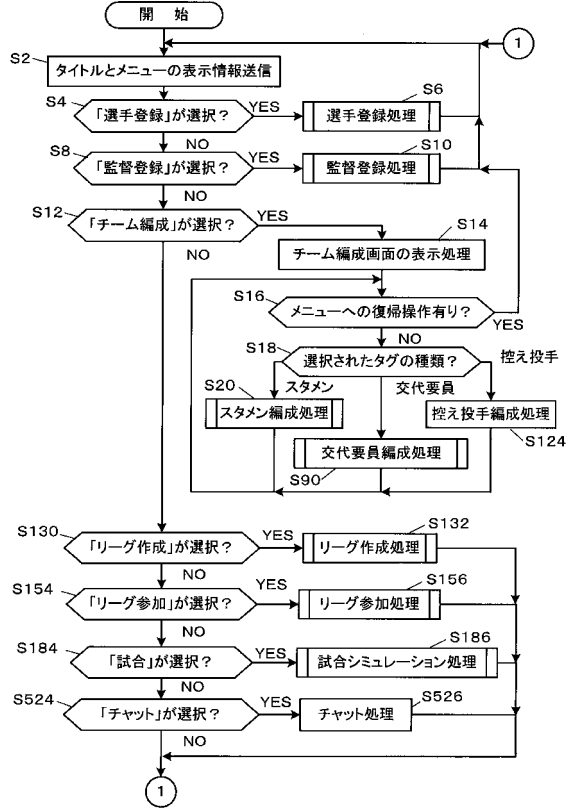 開 始
1
S2
タイトルとメニューの表示情報送信
S4
「選手登録」が選択?
YES
S6
選手登録処理
NO
S8
「監督登録」が選択?
YES
S10
監督登録処理
NO
S12
「チーム編成」が選択?
YES
S14
チーム編成画面の表示処理
NO
S16
メニューへの復帰操作有り?
YES
NO
S18
選択されたタグの種類?
控え投手
S20
スタメン
交代要員
スタメン編成処理
控え投手編成処理
S124
交代要員編成処理
S90
S130
「リーグ作成」が選択?
YES
S132
リーグ作成処理
NO
S154
「リーグ参加」が選択?
YES
S156
リーグ参加処理
NO
S184
「試合」が選択?
YES
S186
試合シミュレーション処理
NO
S524
「チャット」が選択?
YES
S526
チャット処理
NO
1